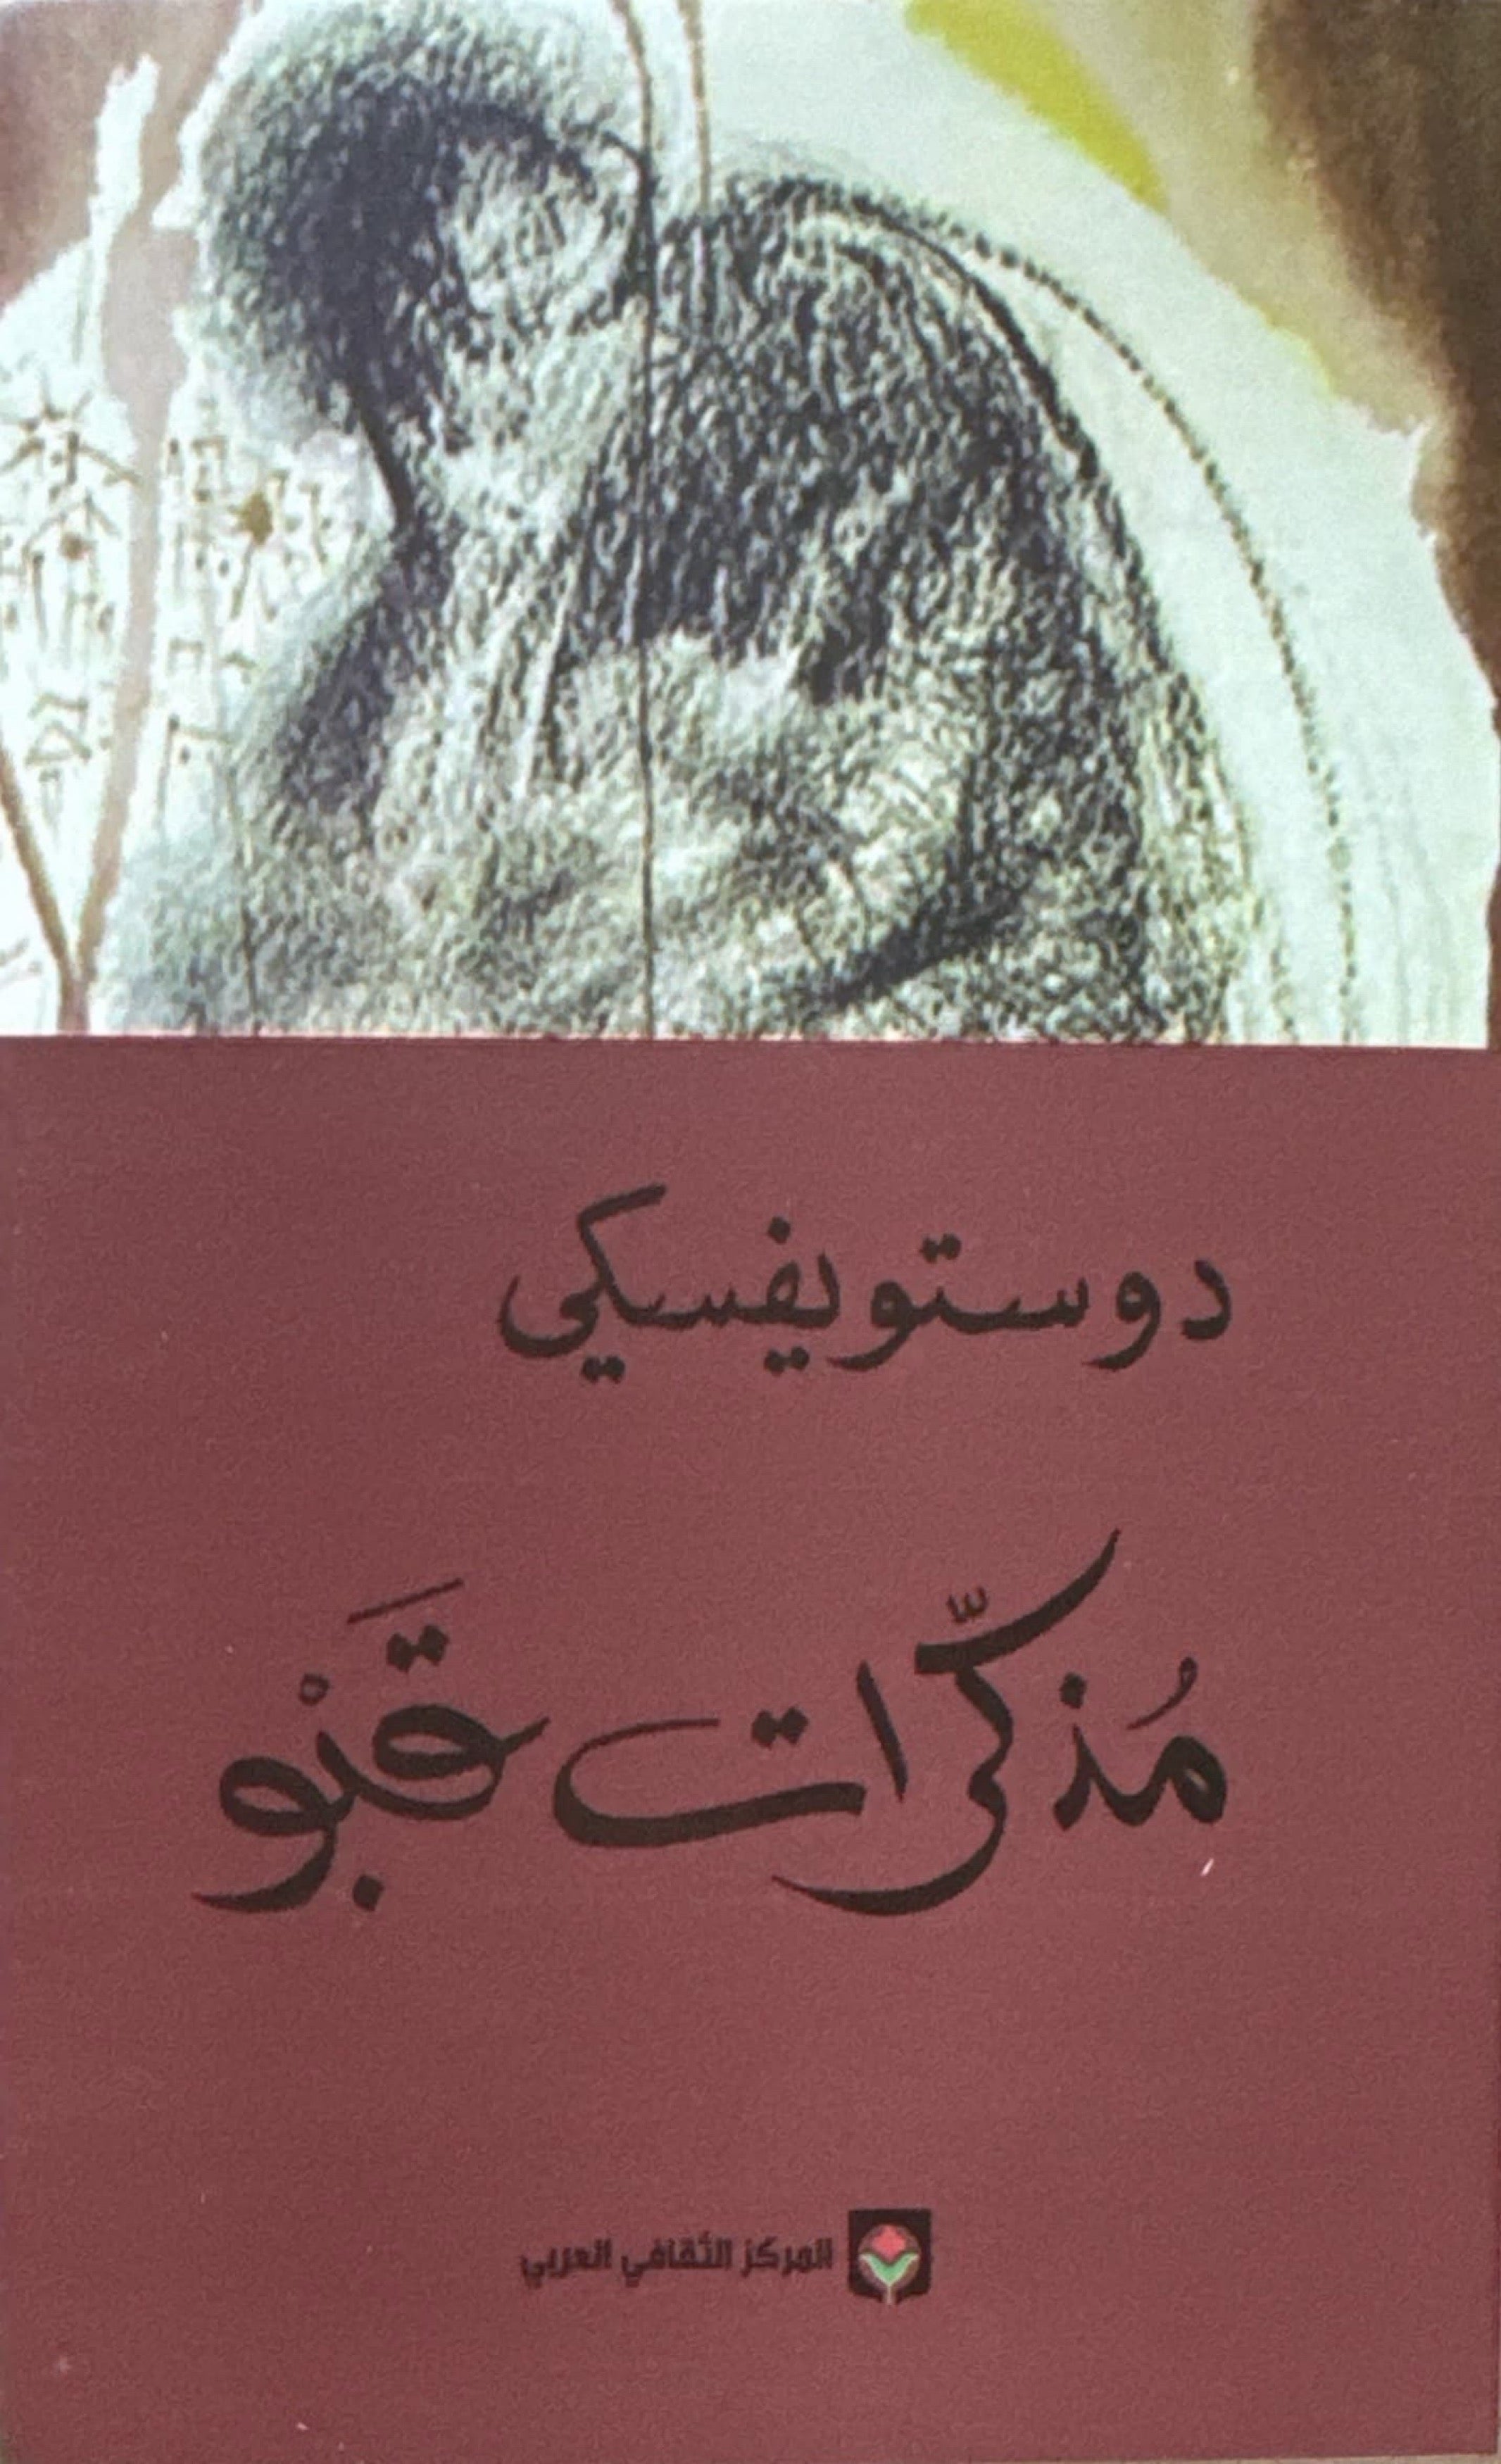 دوستويفسكي
مُذكّرات قَبْو
المركز الثقافي العربي